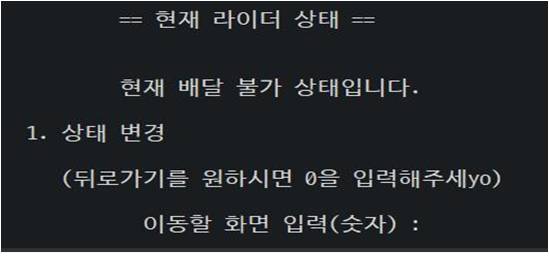 == 현재 라이더 상태 ==
현재 배달 불가 상태입니다.
1. 상태 변경
(뒤로가기를 원하시면 0을 입력해주세yo)
이동할 화면 입력(숫자) :